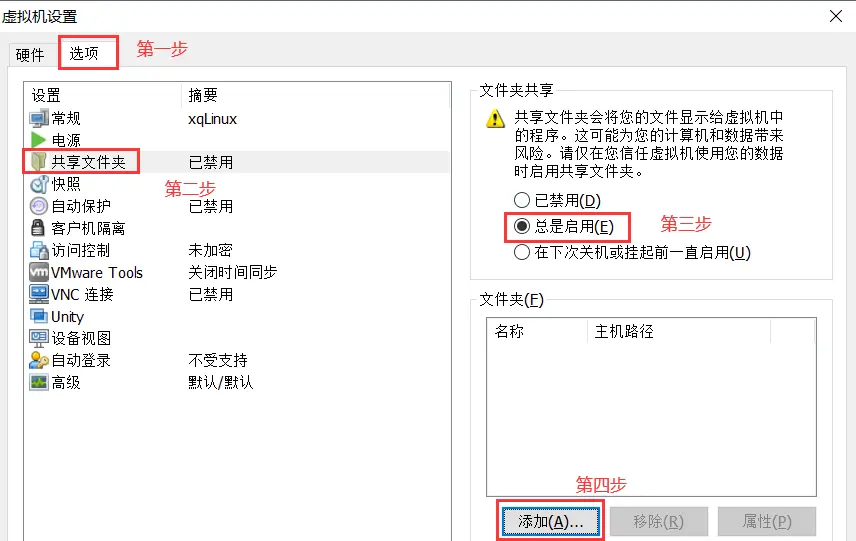 虚拟机设置
硬件 选项 第一步
设置 摘要
常规 xqLinux
电源
共享文件夹 已禁用
第二步
快照
自动保护 已禁用
客户机隔离
访问控制 未加密
vm VMware Tools 关闭时间同步
VNC 连接 已禁用
Unity
设备视图
自动登录 不受支持
高级 默认/默认
文件夹共享
共享文件夹会将您的文件显示给虚拟机中
的程序。这可能为您的计算机和数据带来
风险。请仅在您信任虚拟机使用您的数据
时启用共享文件夹。
已禁用(D)
总是启用(E) 第三步
在下次关机或挂起前一直启用(U)
文件夹(F)
名称 主机路径
第四步
添加(A)... 移除(R) 属性(P)